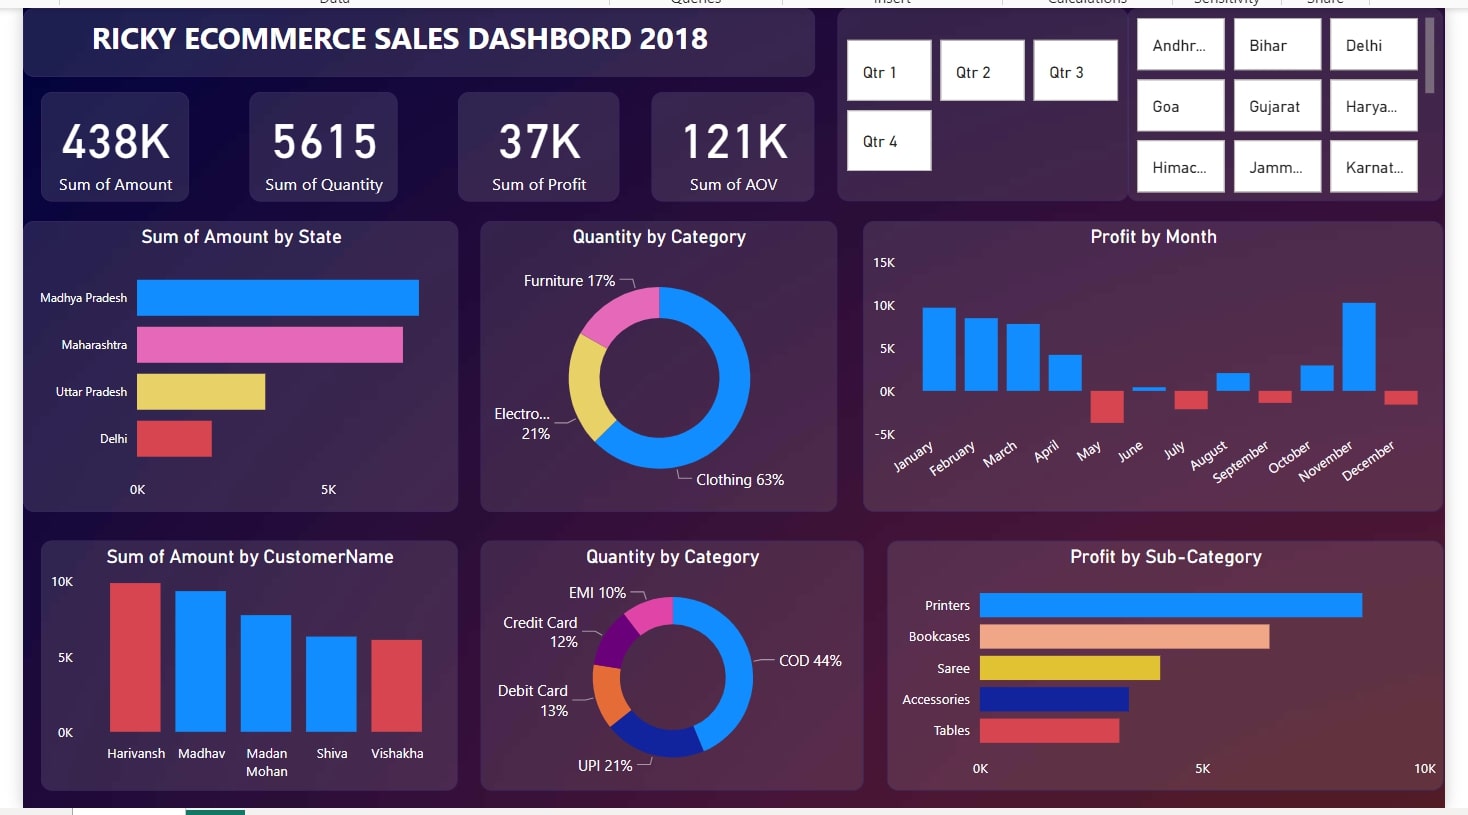 Data
Queries
Insert
Calculations
Sensitivity
Share
RICKY ECOMMERCE SALES DASHBORD 2018
Qtr 1
Qtr 2
Qtr 3
Qtr 4
Andhr...
Bihar
Delhi
Goa
Gujarat
Harya...
Himac...
Jamm...
Karnat...
438K
Sum of Amount
5615
Sum of Quantity
37K
Sum of Profit
121K
Sum of AOV
Sum of Amount by State
Madhya Pradesh
Maharashtra
Uttar Pradesh
Delhi
0K
5K
Quantity by Category
Furniture 17%
Electro...
21%
Clothing 63%
Profit by Month
15K
10K
5K
0K
-5K
January
February
March
April
May
June
July
August
September
October
November
December
Sum of Amount by CustomerName
10K
5K
0K
Harivansh
Madhav
Madan
Mohan
Shiva
Vishakha
Quantity by Category
EMI 10%
Credit Card
12%
Debit Card
13%
UPI 21%
COD 44%
Profit by Sub-Category
Printers
Bookcases
Saree
Accessories
Tables
0K
5K
10K